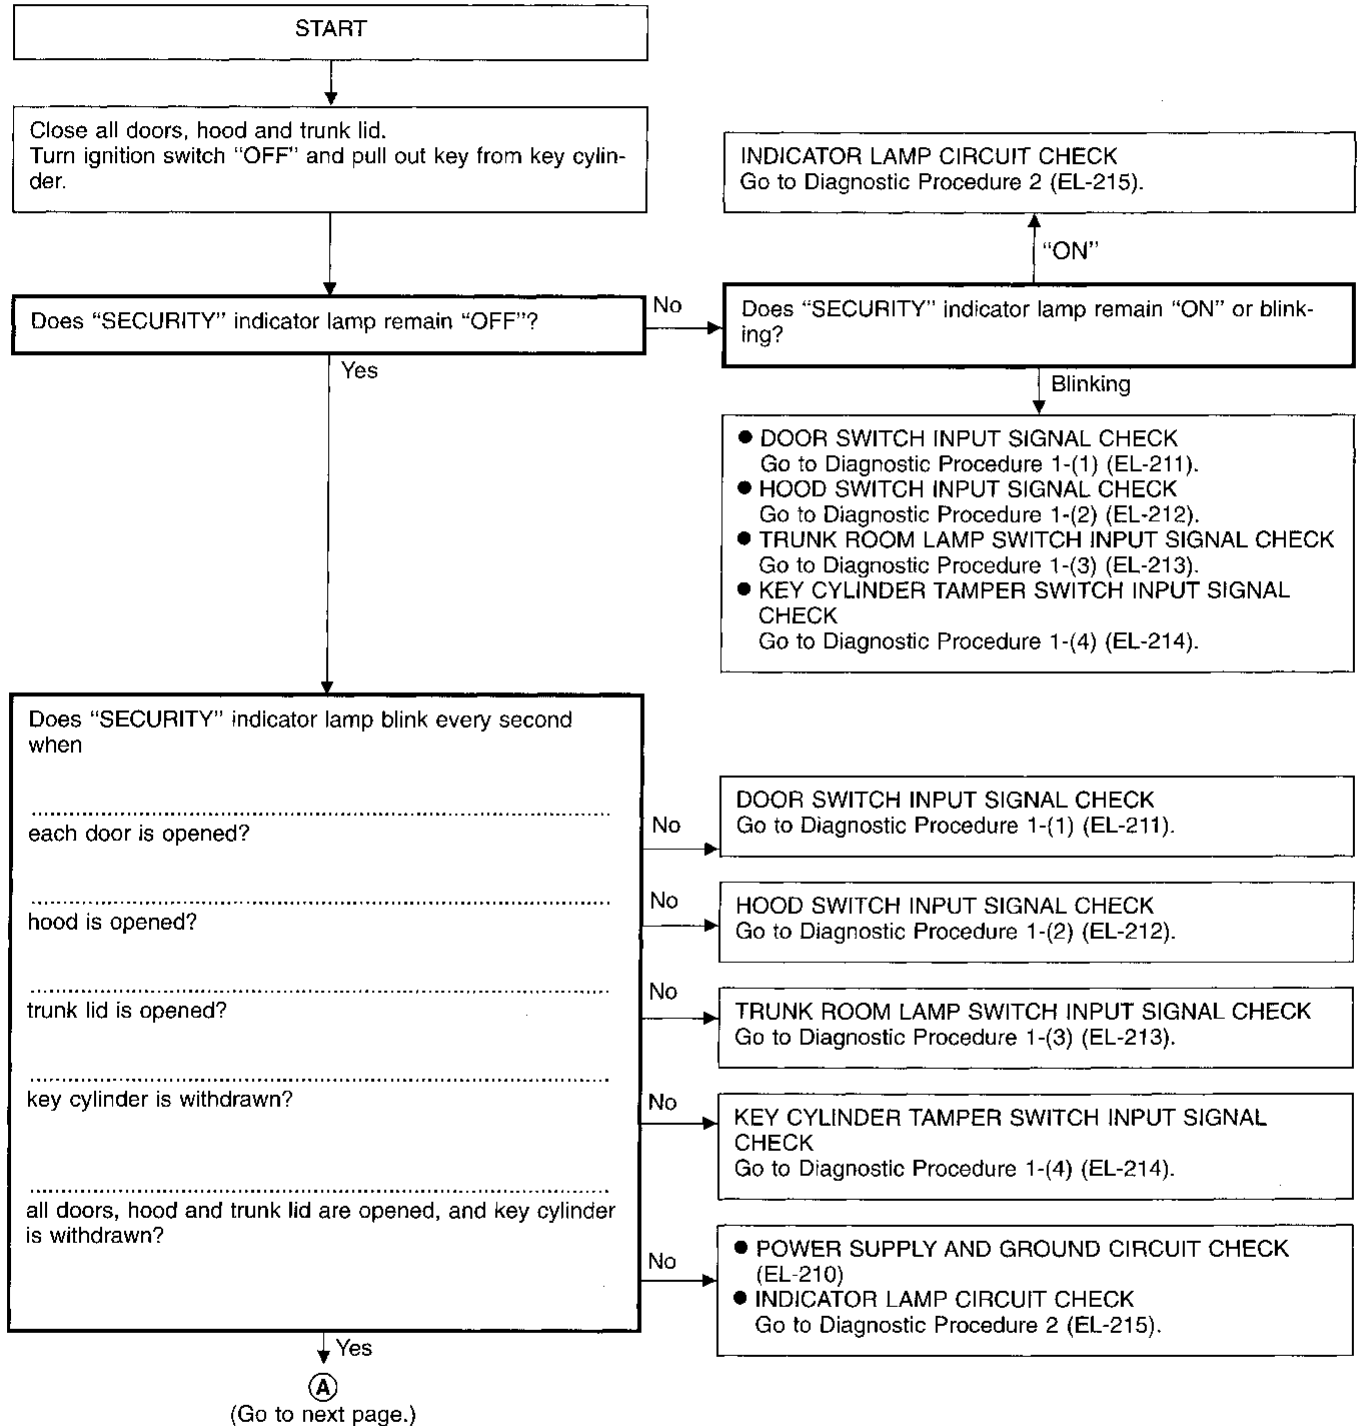 START
Close all doors, hood and trunk lid.
Turn ignition switch “OFF” and pull out key from key cylin-
der.
INDICATOR LAMP CIRCUIT CHECK
Go to Diagnostic Procedure 2 (EL-215).
“ON”
Does “SECURITY” indicator lamp remain “OFF”?
No
Does “SECURITY” indicator lamp remain “ON” or blink-
ing?
Yes
Blinking
● DOOR SWITCH INPUT SIGNAL CHECK
Go to Diagnostic Procedure 1-(1) (EL-211).
● HOOD SWITCH INPUT SIGNAL CHECK
Go to Diagnostic Procedure 1-(2) (EL-212).
● TRUNK ROOM LAMP SWITCH INPUT SIGNAL CHECK
Go to Diagnostic Procedure 1-(3) (EL-213).
● KEY CYLINDER TAMPER SWITCH INPUT SIGNAL
CHECK
Go to Diagnostic Procedure 1-(4) (EL-214).
Does “SECURITY” indicator lamp blink every second
when
each door is opened?
No
DOOR SWITCH INPUT SIGNAL CHECK
Go to Diagnostic Procedure 1-(1) (EL-211).
hood is opened?
No
HOOD SWITCH INPUT SIGNAL CHECK
Go to Diagnostic Procedure 1-(2) (EL-212).
trunk lid is opened?
No
TRUNK ROOM LAMP SWITCH INPUT SIGNAL CHECK
Go to Diagnostic Procedure 1-(3) (EL-213).
key cylinder is withdrawn?
No
KEY CYLINDER TAMPER SWITCH INPUT SIGNAL
CHECK
Go to Diagnostic Procedure 1-(4) (EL-214).
all doors, hood and trunk lid are opened, and key cylinder
is withdrawn?
No
● POWER SUPPLY AND GROUND CIRCUIT CHECK
(EL-210)
● INDICATOR LAMP CIRCUIT CHECK
Go to Diagnostic Procedure 2 (EL-215).
Yes
A
(Go to next page.)